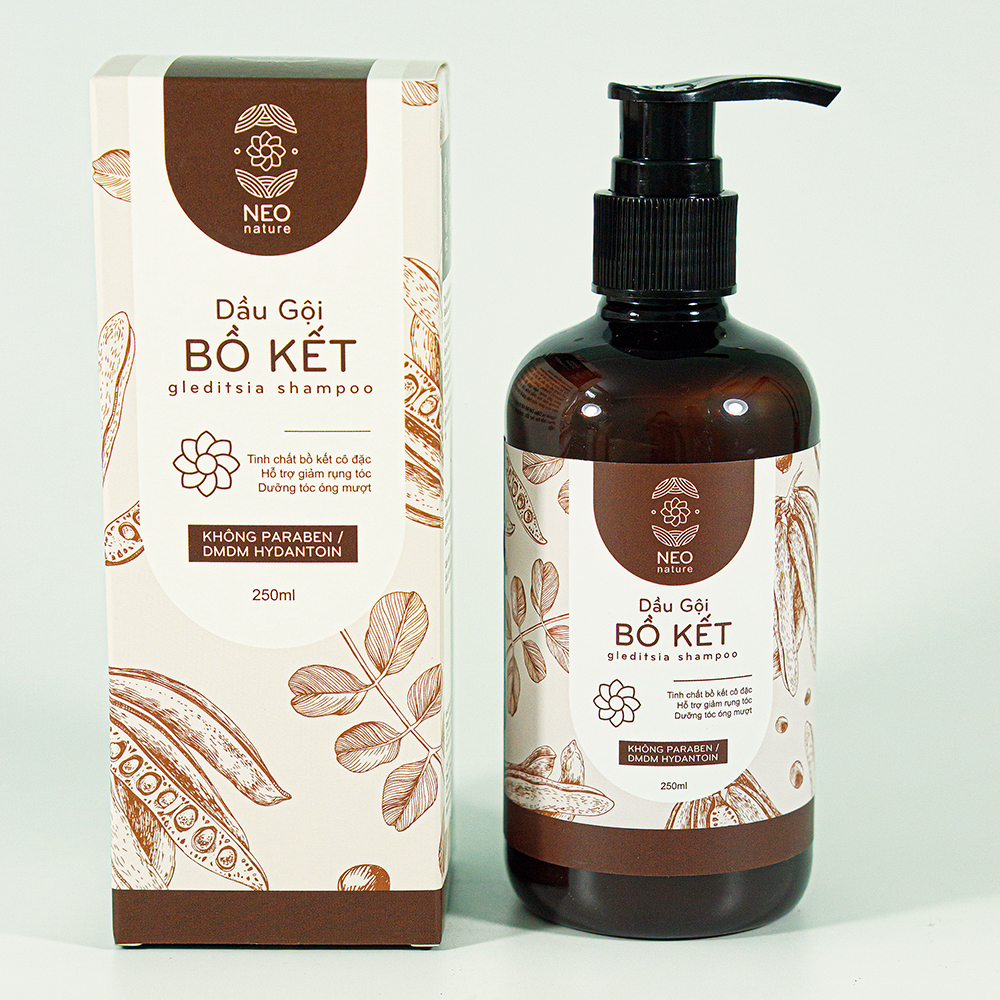 NEO
nature
Dầu Gội
BỒ KẾT
gleditsia shampoo
Tinh chất bồ kết cô đặc
Hỗ trợ giảm rụng tóc
Dưỡng tóc óng mượt
KHÔNG PARABEN /
DMDM HYDANTOIN
250ml
NEO
nature
Dầu Gội
BỒ KẾT
gleditsia shampoo
Tinh chất bồ kết cô đặc
Hỗ trợ giảm rụng tóc
Dưỡng tóc óng mượt
KHÔNG PARABEN /
DMDM HYDANTOIN
250ml